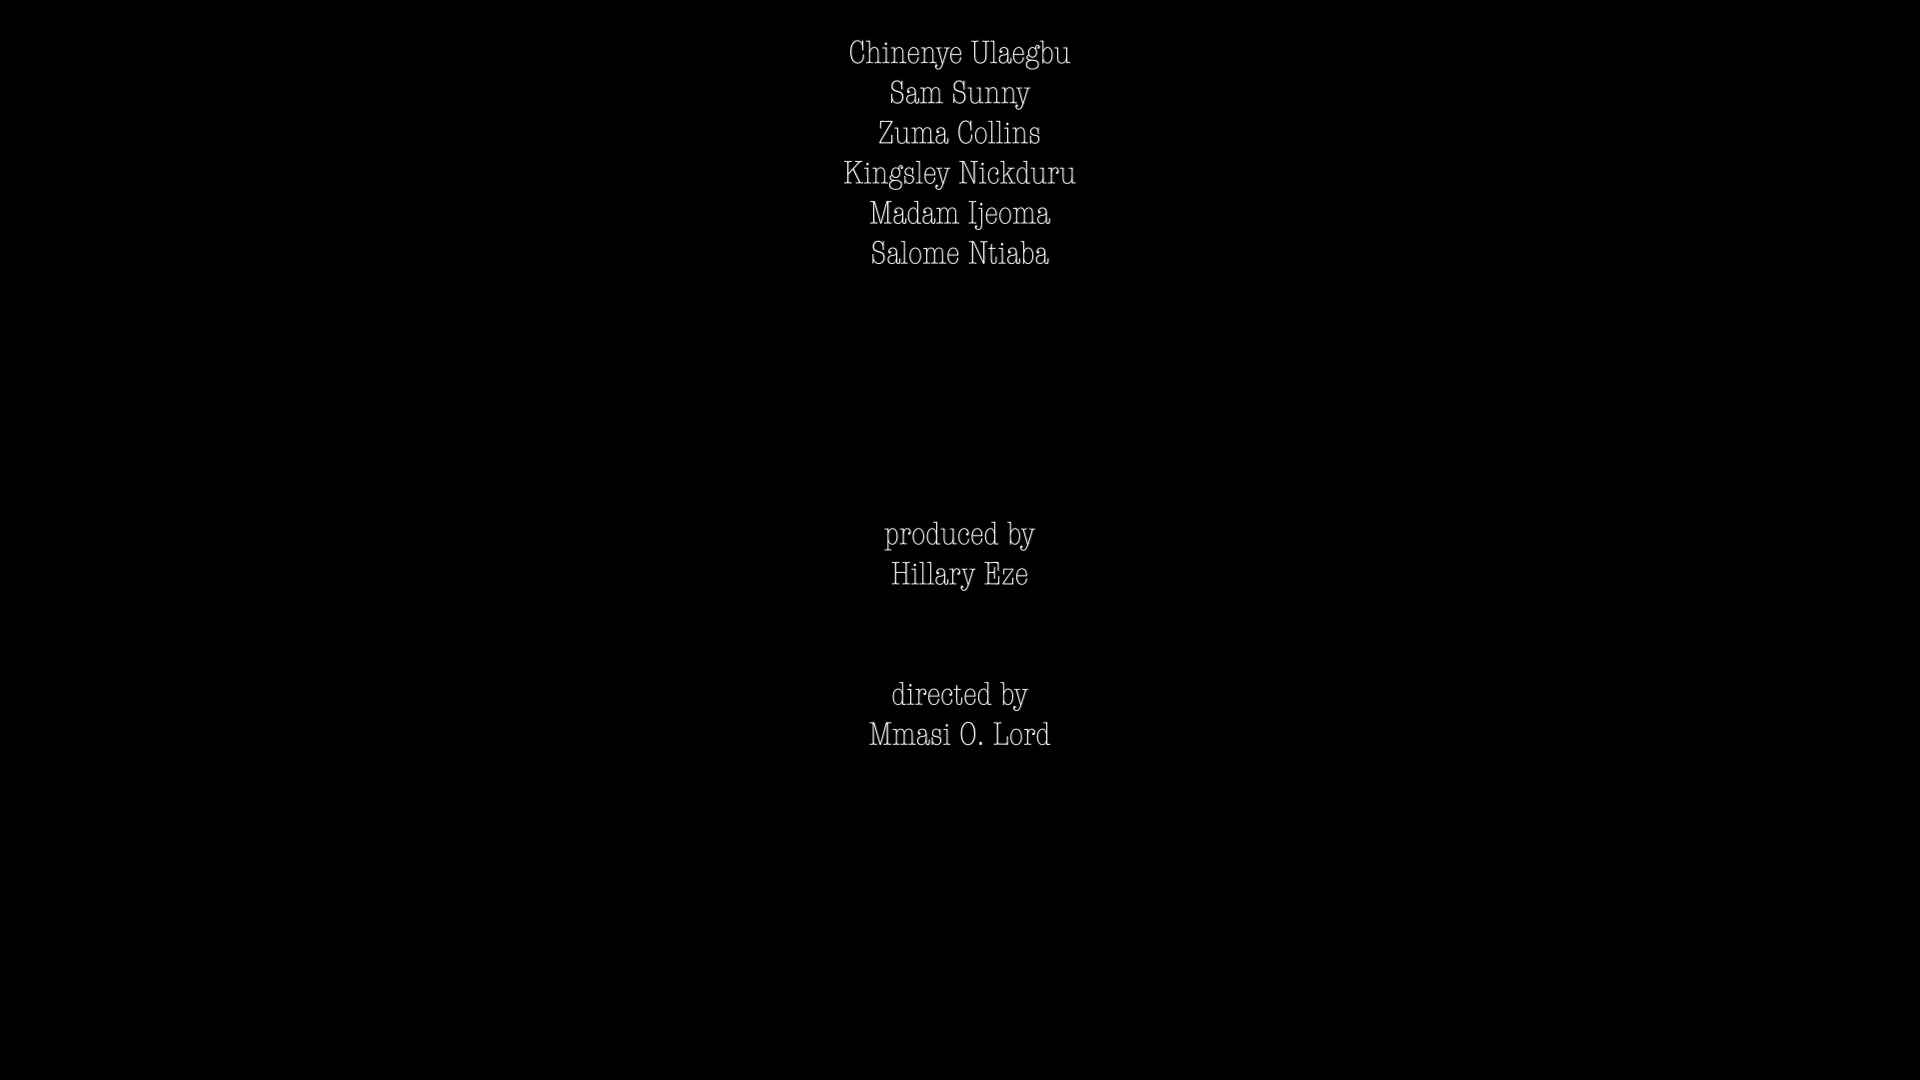 Chinenye Ulaegbu
Sam Sunny
Zuma Collins
Kingsley Nickduru
Madam Ijeoma
Salome Ntiaba
produced by
Hillary Eze
directed by
Mmasi O. Lord